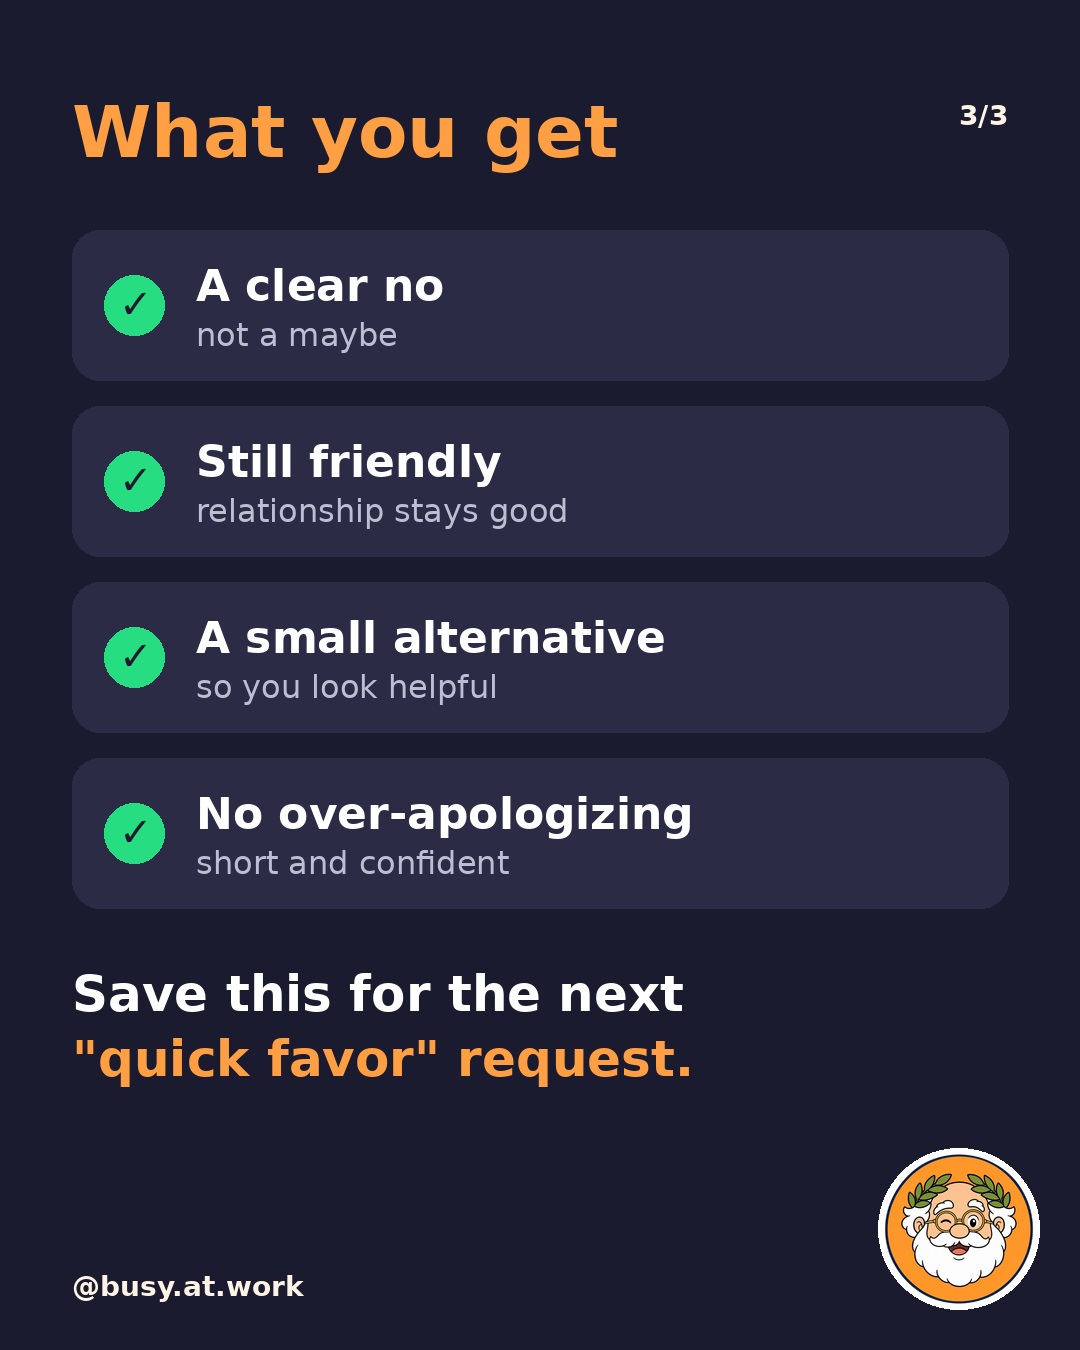 What you get
3/3
✓
A clear no
not a maybe
✓
Still friendly
relationship stays good
✓
A small alternative
so you look helpful
✓
No over-apologizing
short and confident
Save this for the next
"quick favor" request.
@busy.at.work